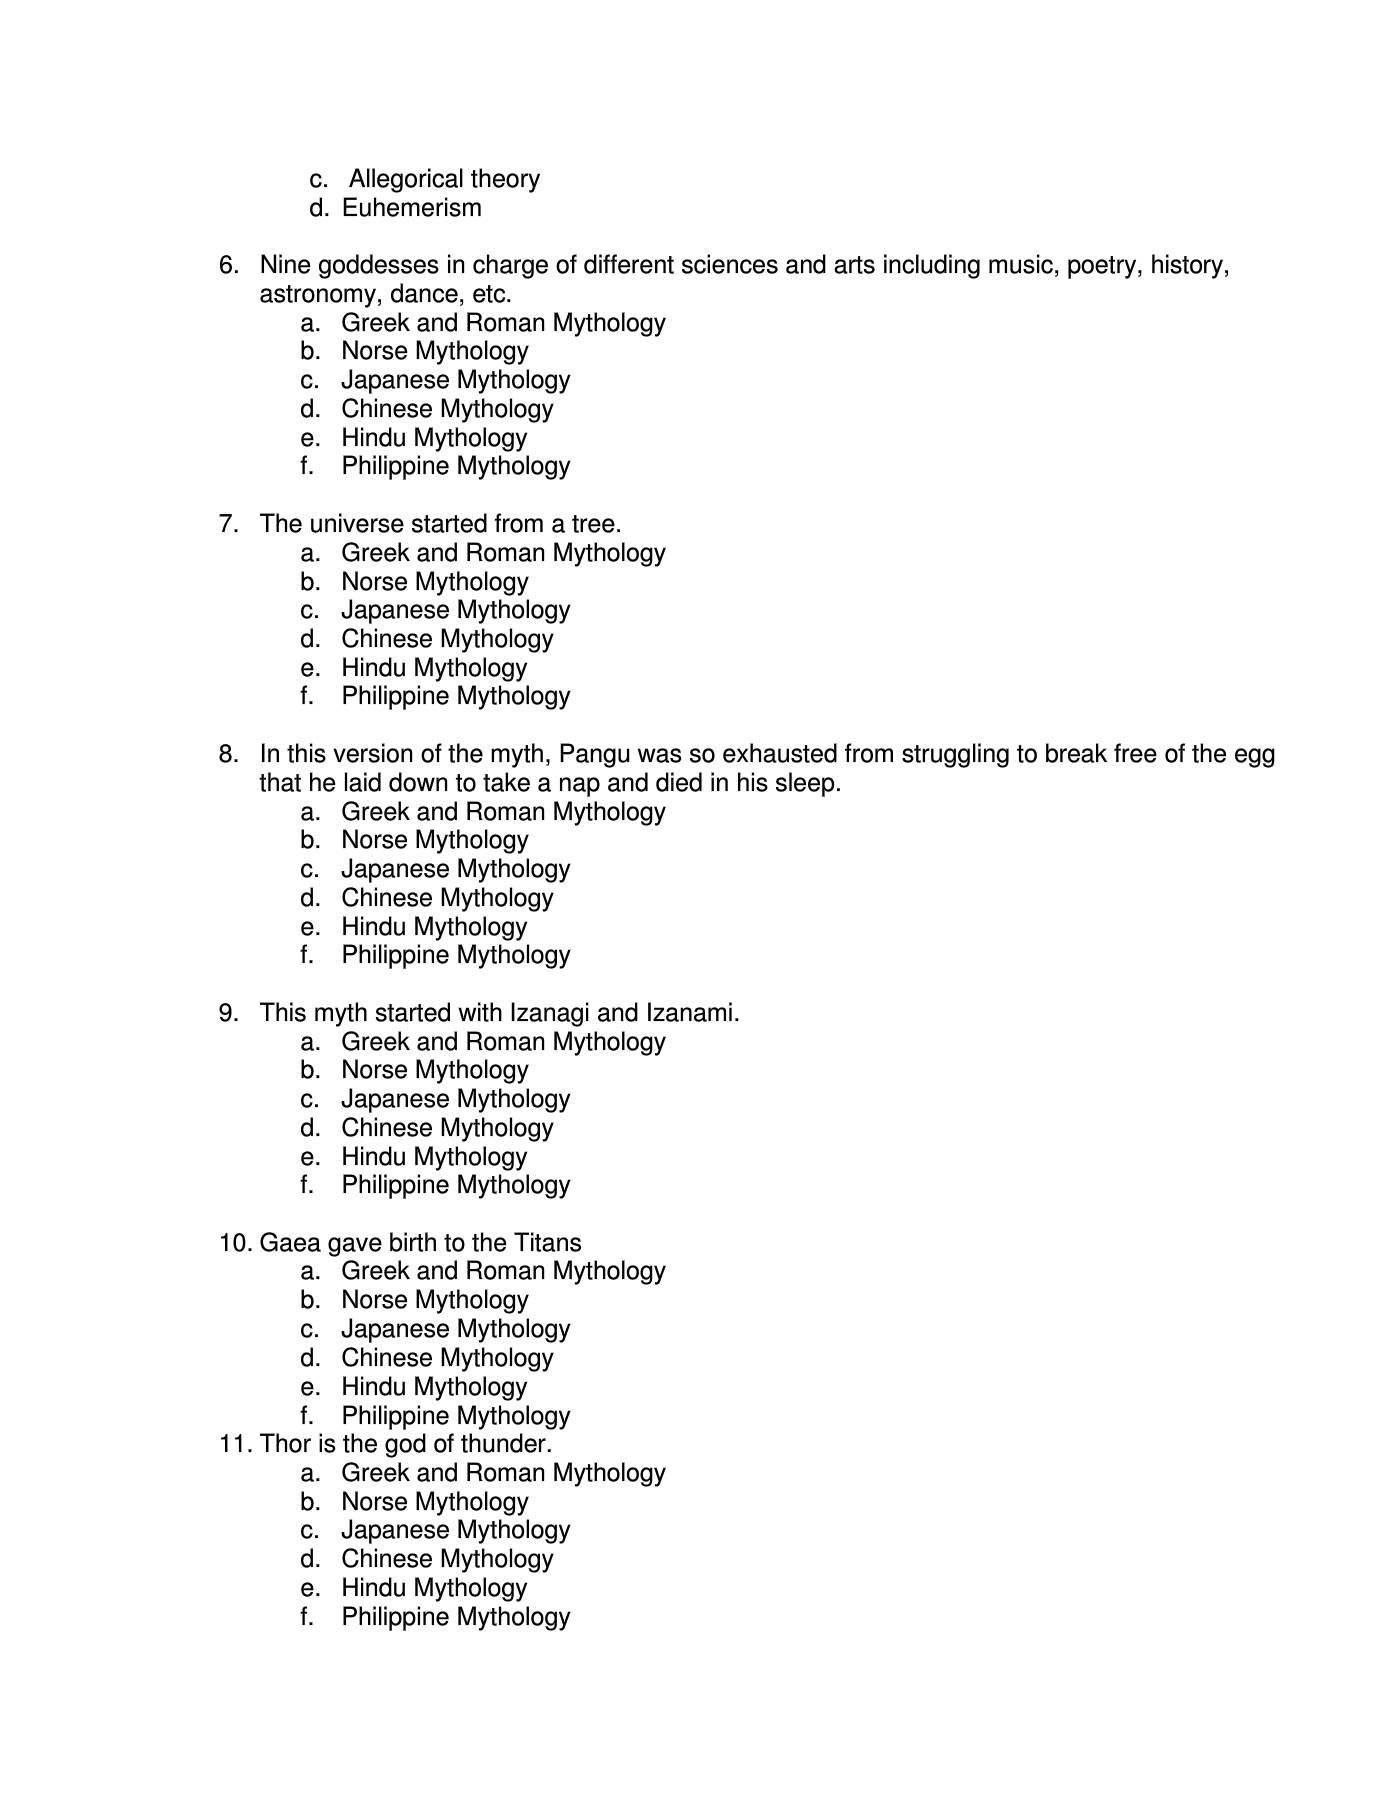 c. Allegorical theory
d. Euhemerism
6. Nine goddesses in charge of different sciences and arts including music, poetry, history,
astronomy, dance, etc.
a. Greek and Roman Mythology
b. Norse Mythology
c. Japanese Mythology
d. Chinese Mythology
e. Hindu Mythology
f. Philippine Mythology
7. The universe started from a tree.
a. Greek and Roman Mythology
b. Norse Mythology
c. Japanese Mythology
d. Chinese Mythology
e. Hindu Mythology
f. Philippine Mythology
8. In this version of the myth, Pangu was so exhausted from struggling to break free of the egg
that he laid down to take a nap and died in his sleep.
a. Greek and Roman Mythology
b. Norse Mythology
c. Japanese Mythology
d. Chinese Mythology
e. Hindu Mythology
f. Philippine Mythology
9. This myth started with Izanagi and Izanami.
a. Greek and Roman Mythology
b. Norse Mythology
c. Japanese Mythology
d. Chinese Mythology
e. Hindu Mythology
f. Philippine Mythology
10. Gaea gave birth to the Titans
a. Greek and Roman Mythology
b. Norse Mythology
c. Japanese Mythology
d. Chinese Mythology
e. Hindu Mythology
f. Philippine Mythology
11. Thor is the god of thunder.
a. Greek and Roman Mythology
b. Norse Mythology
c. Japanese Mythology
d. Chinese Mythology
e. Hindu Mythology
f. Philippine Mythology